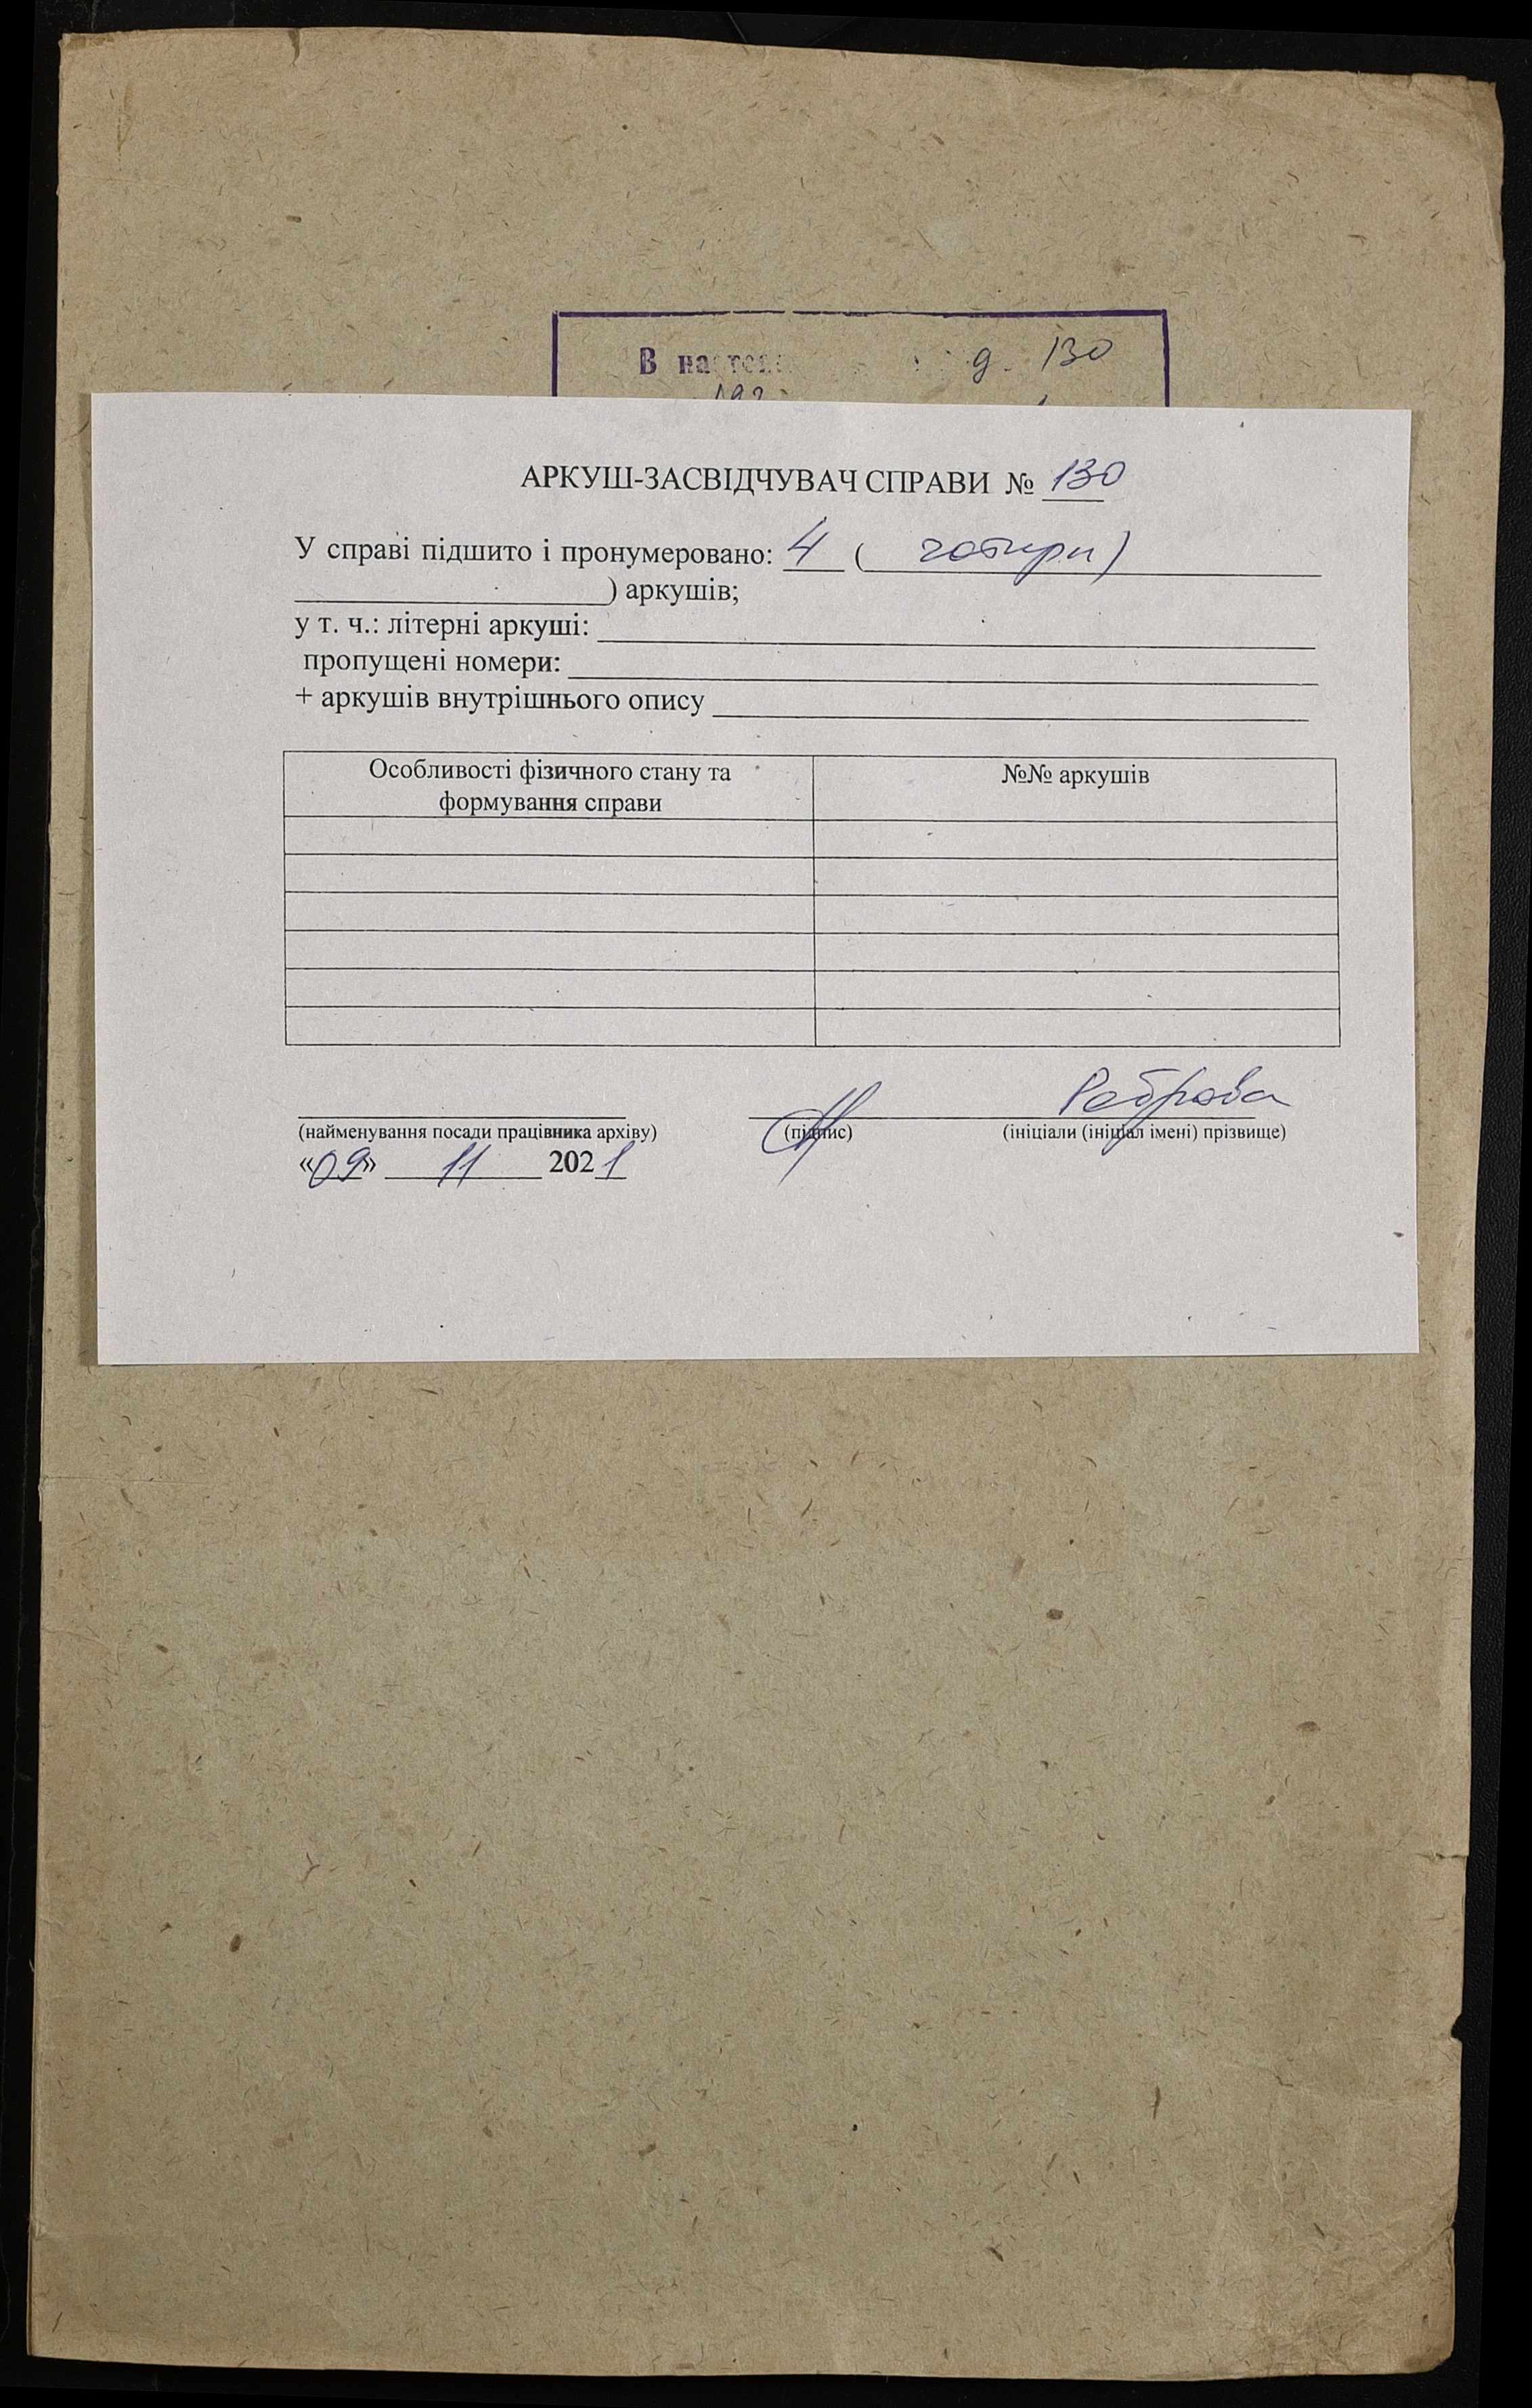 В насто д. 130
АРКУШ-ЗАСВІДЧУВАЧ СПРАВИ № 130
У справі підшито і пронумеровано: 4 ( чотири)
) аркушів;
у т. ч.: літерні аркуші:
пропущені номери:
+ аркушів внутрішнього опису
Особливості фізичного стану та
формування справи
№№ аркушів
Реброва
(найменування посади працівника архіву) (підпис) (ініціали (ініціал імені) прізвище)
«09» 11 2021